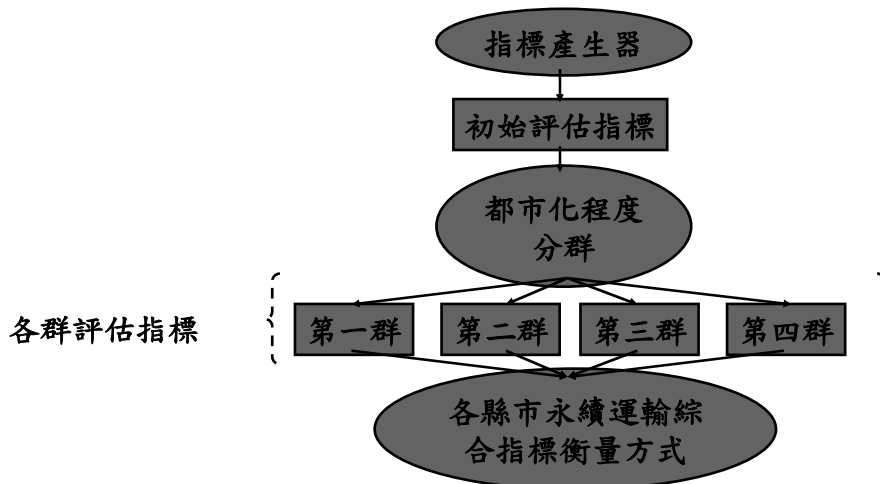 指標產生器
初始評估指標
都市化程度
分群
各群評估指標
第一群
第二群
第三群
第四群
各縣市永續運輸綜
合指標衡量方式